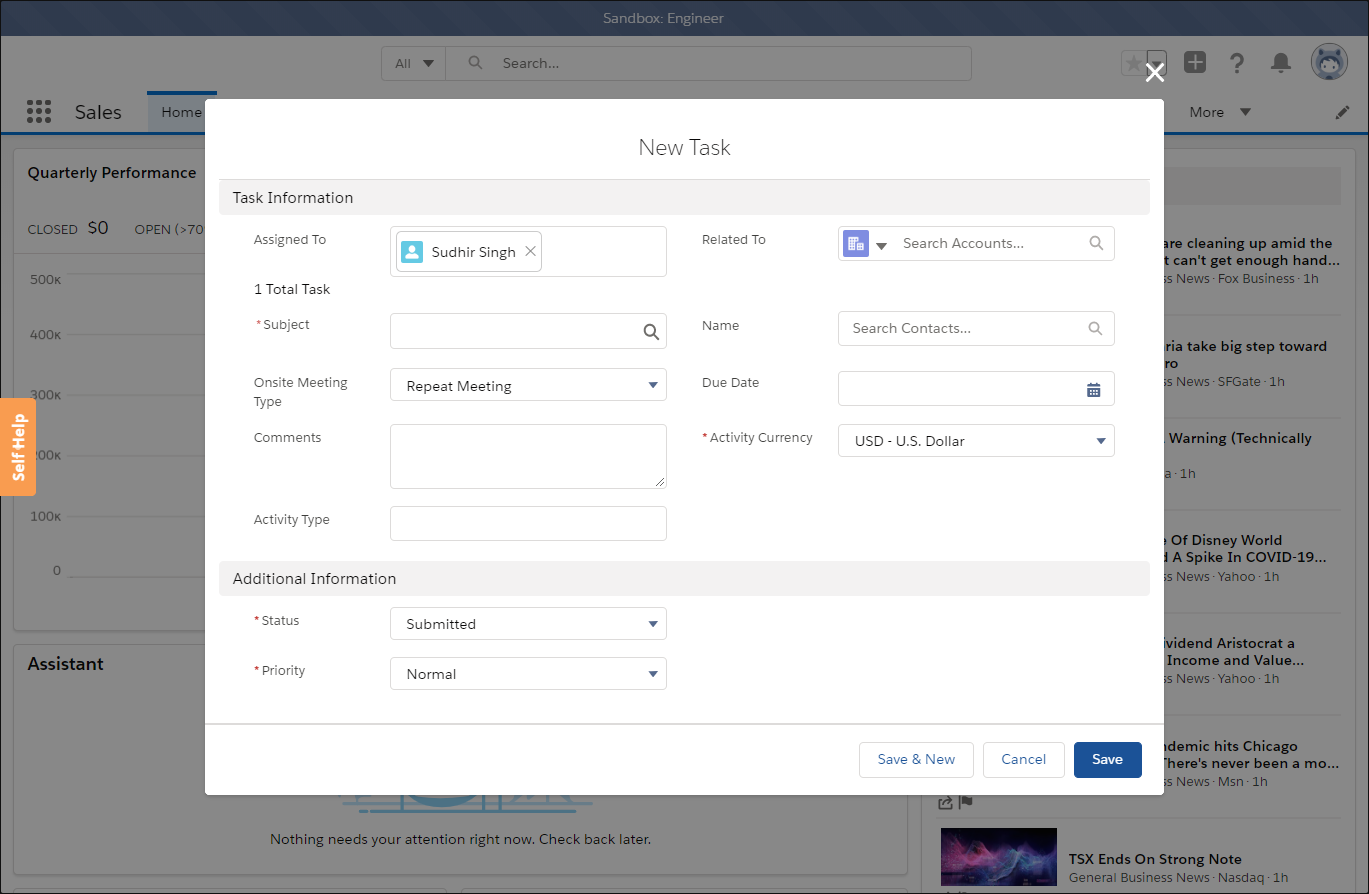 Sandbox: Engineer
All
Search...
Sales
Home
More
Quarterly Performance
CLOSED $0 OPEN (>70
500K
400K
300K
200K
100K
0
Self Help
Assistant
Nothing needs your attention right now. Check back later.
New Task
Task Information
Assigned To
Sudhir Singh
Related To
Search Accounts...
1 Total Task
*Subject
Name
Search Contacts...
Onsite Meeting
Type
Repeat Meeting
Due Date
Comments
*Activity Currency
USD - U.S. Dollar
Activity Type
Additional Information
*Status
Submitted
*Priority
Normal
Save & New
Cancel
Save
are cleaning up amid the
t can't get enough hand...
ss News · Fox Business · 1h
ria take big step toward
ro
ss News · SFGate · 1h
. Warning (Technically
a · 1h
e Of Disney World
d A Spike In COVID-19...
ss News · Yahoo · 1h
ividend Aristocrat a
Income and Value...
ss News · Yahoo · 1h
ndemic hits Chicago
There's never been a mo...
ss News · Msn · 1h
TSX Ends On Strong Note
General Business News · Nasdaq · 1h